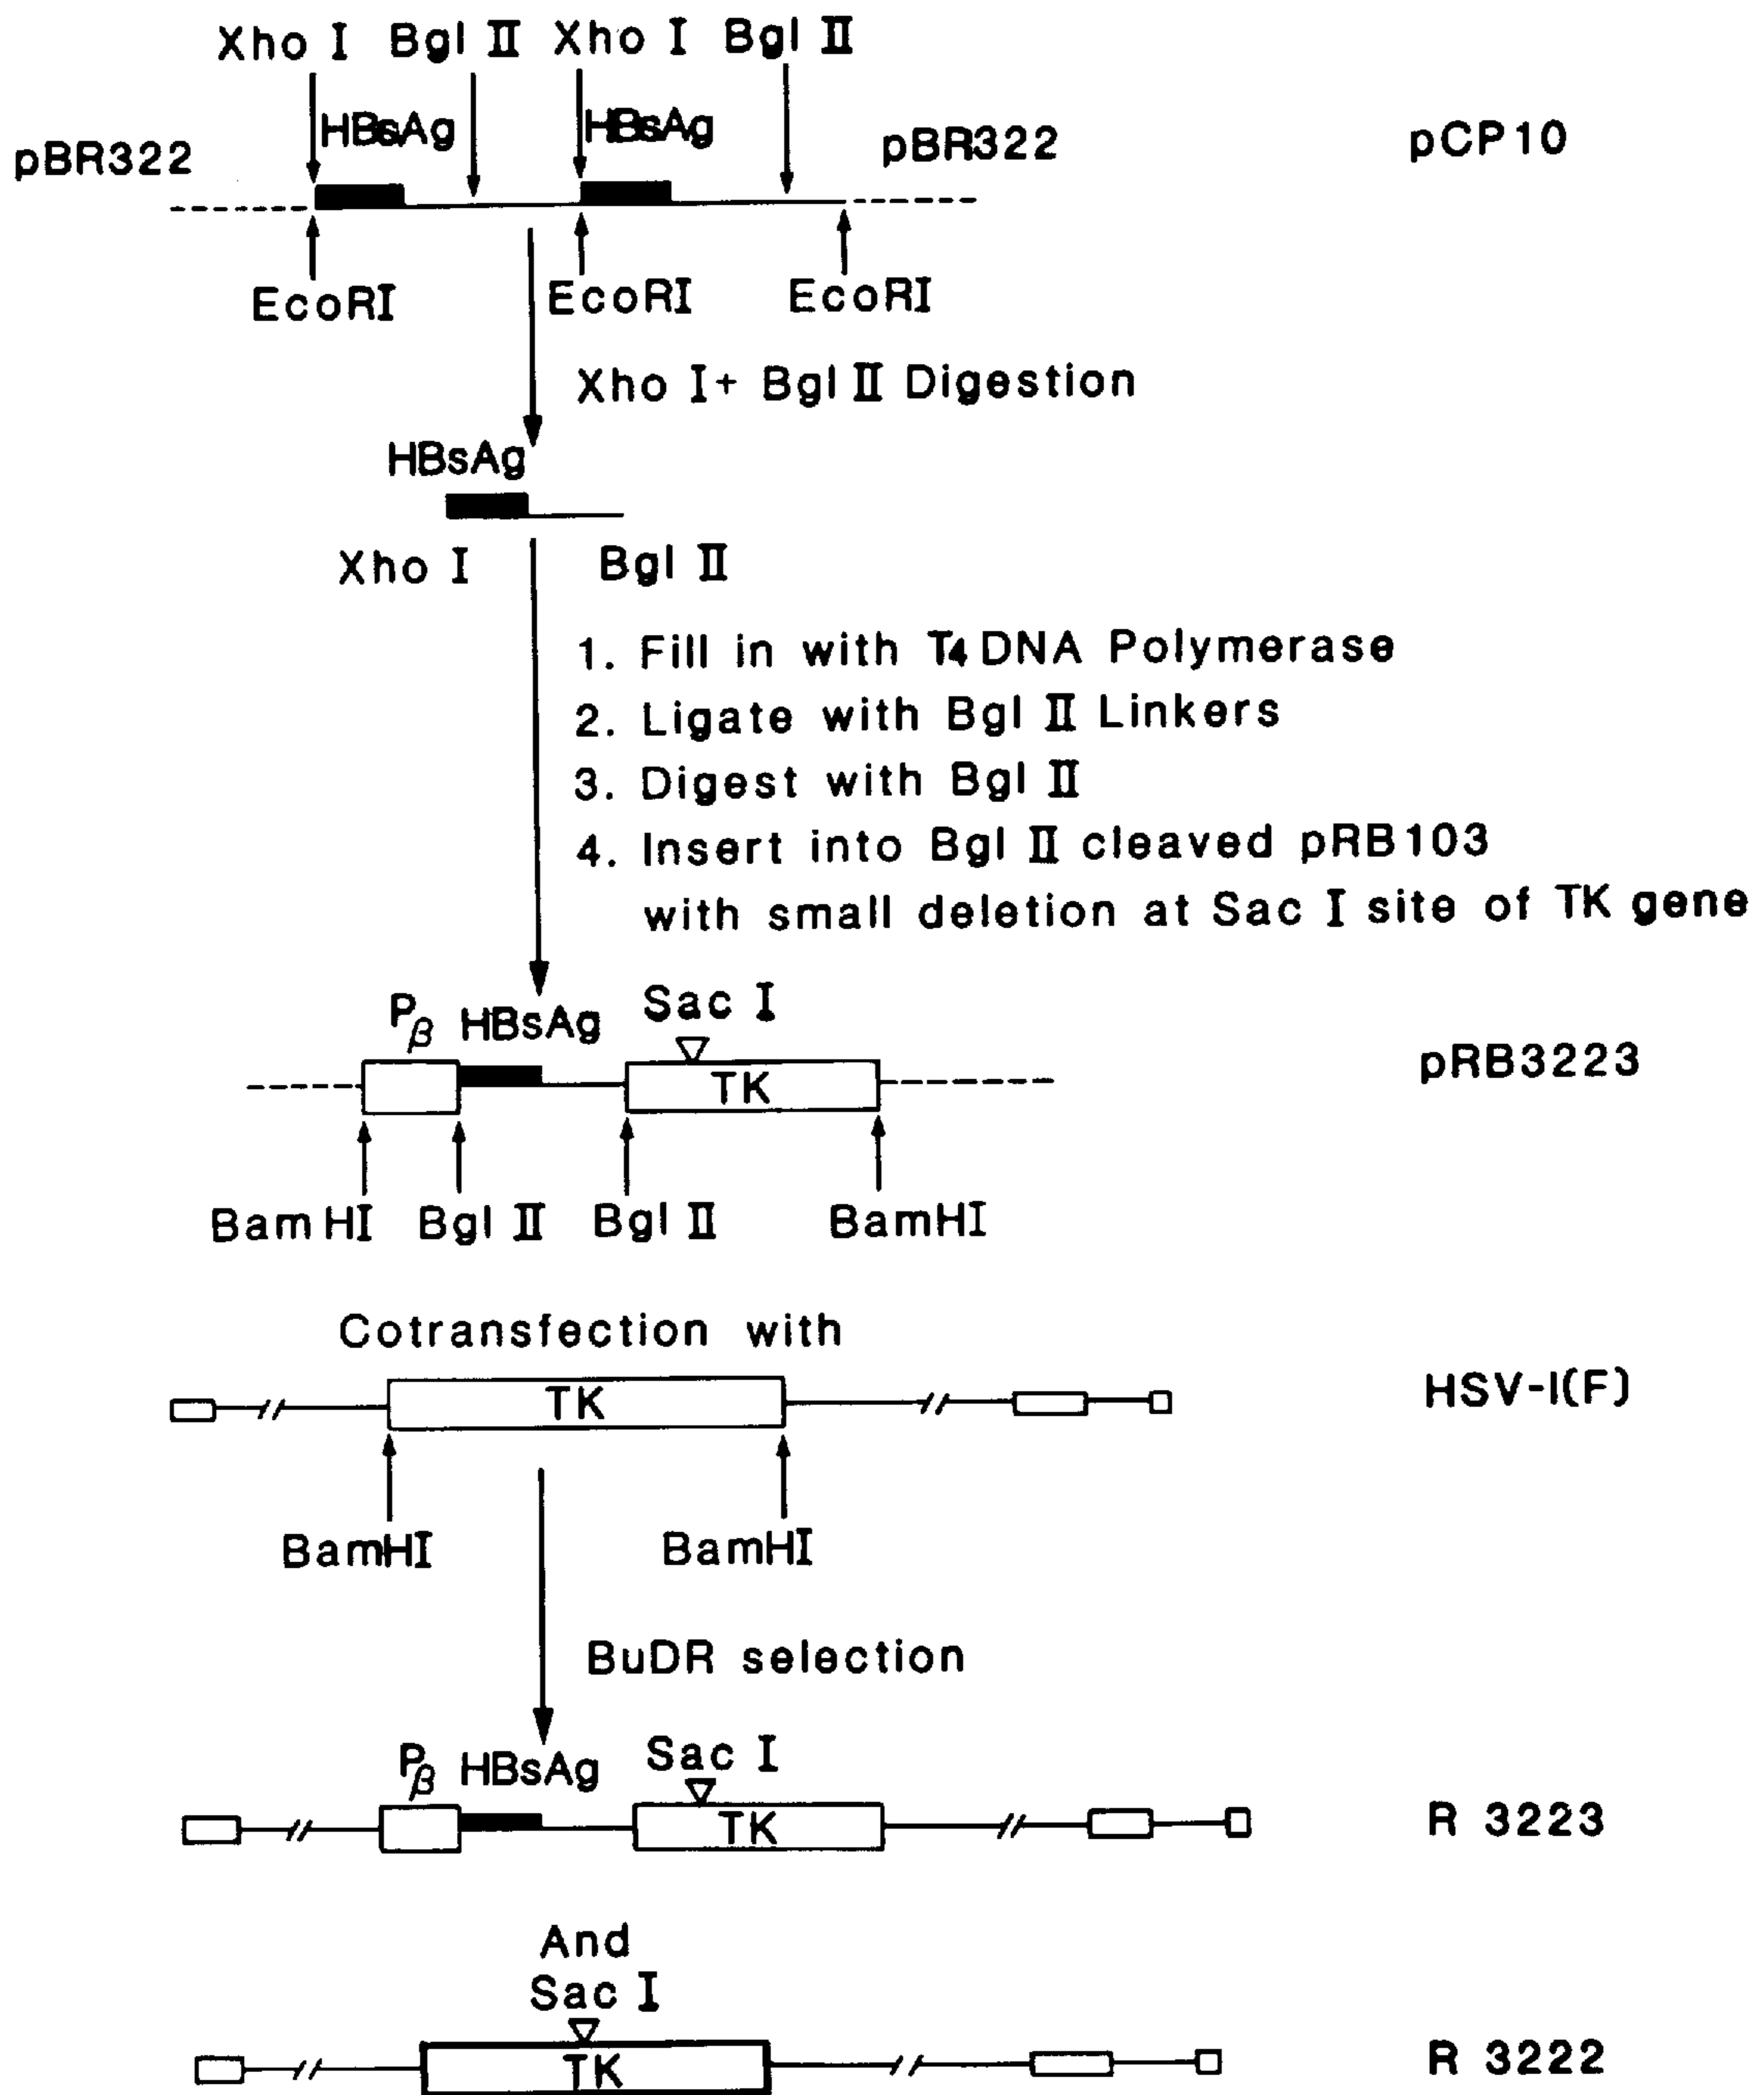 Xho I Bgl II Xho I Bgl II
HBsAg HBsAg
pBR322 pBR322 pCP10
EcoRI EcoRI EcoRI
Xho I+ Bgl II Digestion
HBsAg
Xho I Bgl II
1. Fill in with T4 DNA Polymerase
2. Ligate with Bgl II Linkers
3. Digest with Bgl II
4. Insert into Bgl II cleaved pRB103
with small deletion at Sac I site of TK gene
Pβ HBsAg Sac I
TK pRB3223
BamHI Bgl II Bgl II BamHI
Cotransfection with
TK HSV-I(F)
BamHI BamHI
BuDR selection
Pβ HBsAg Sac I
TK R 3223
And
Sac I
TK R 3222